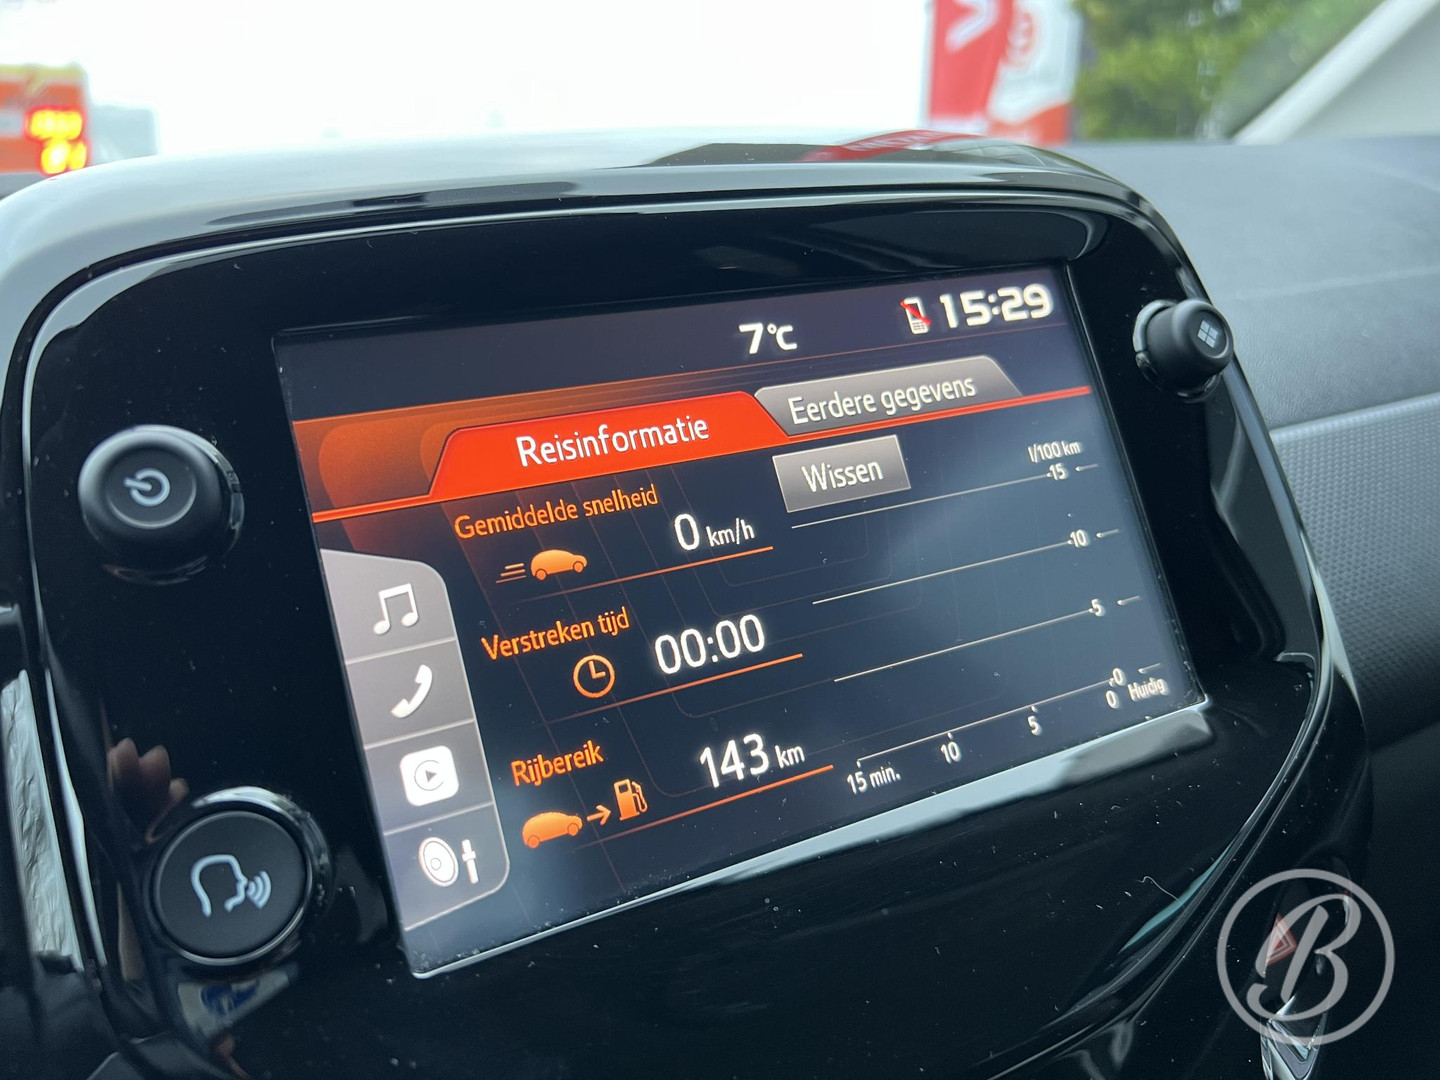 7°C 15:29
Reisinformatie Eerdere gegevens
Wissen
Gemiddelde snelheid
0 km/h
Verstreken tijd
00:00
Rijbereik
143 km
l/100 km
15
10
5
0
15 min. 10 5 0 Huidig
B